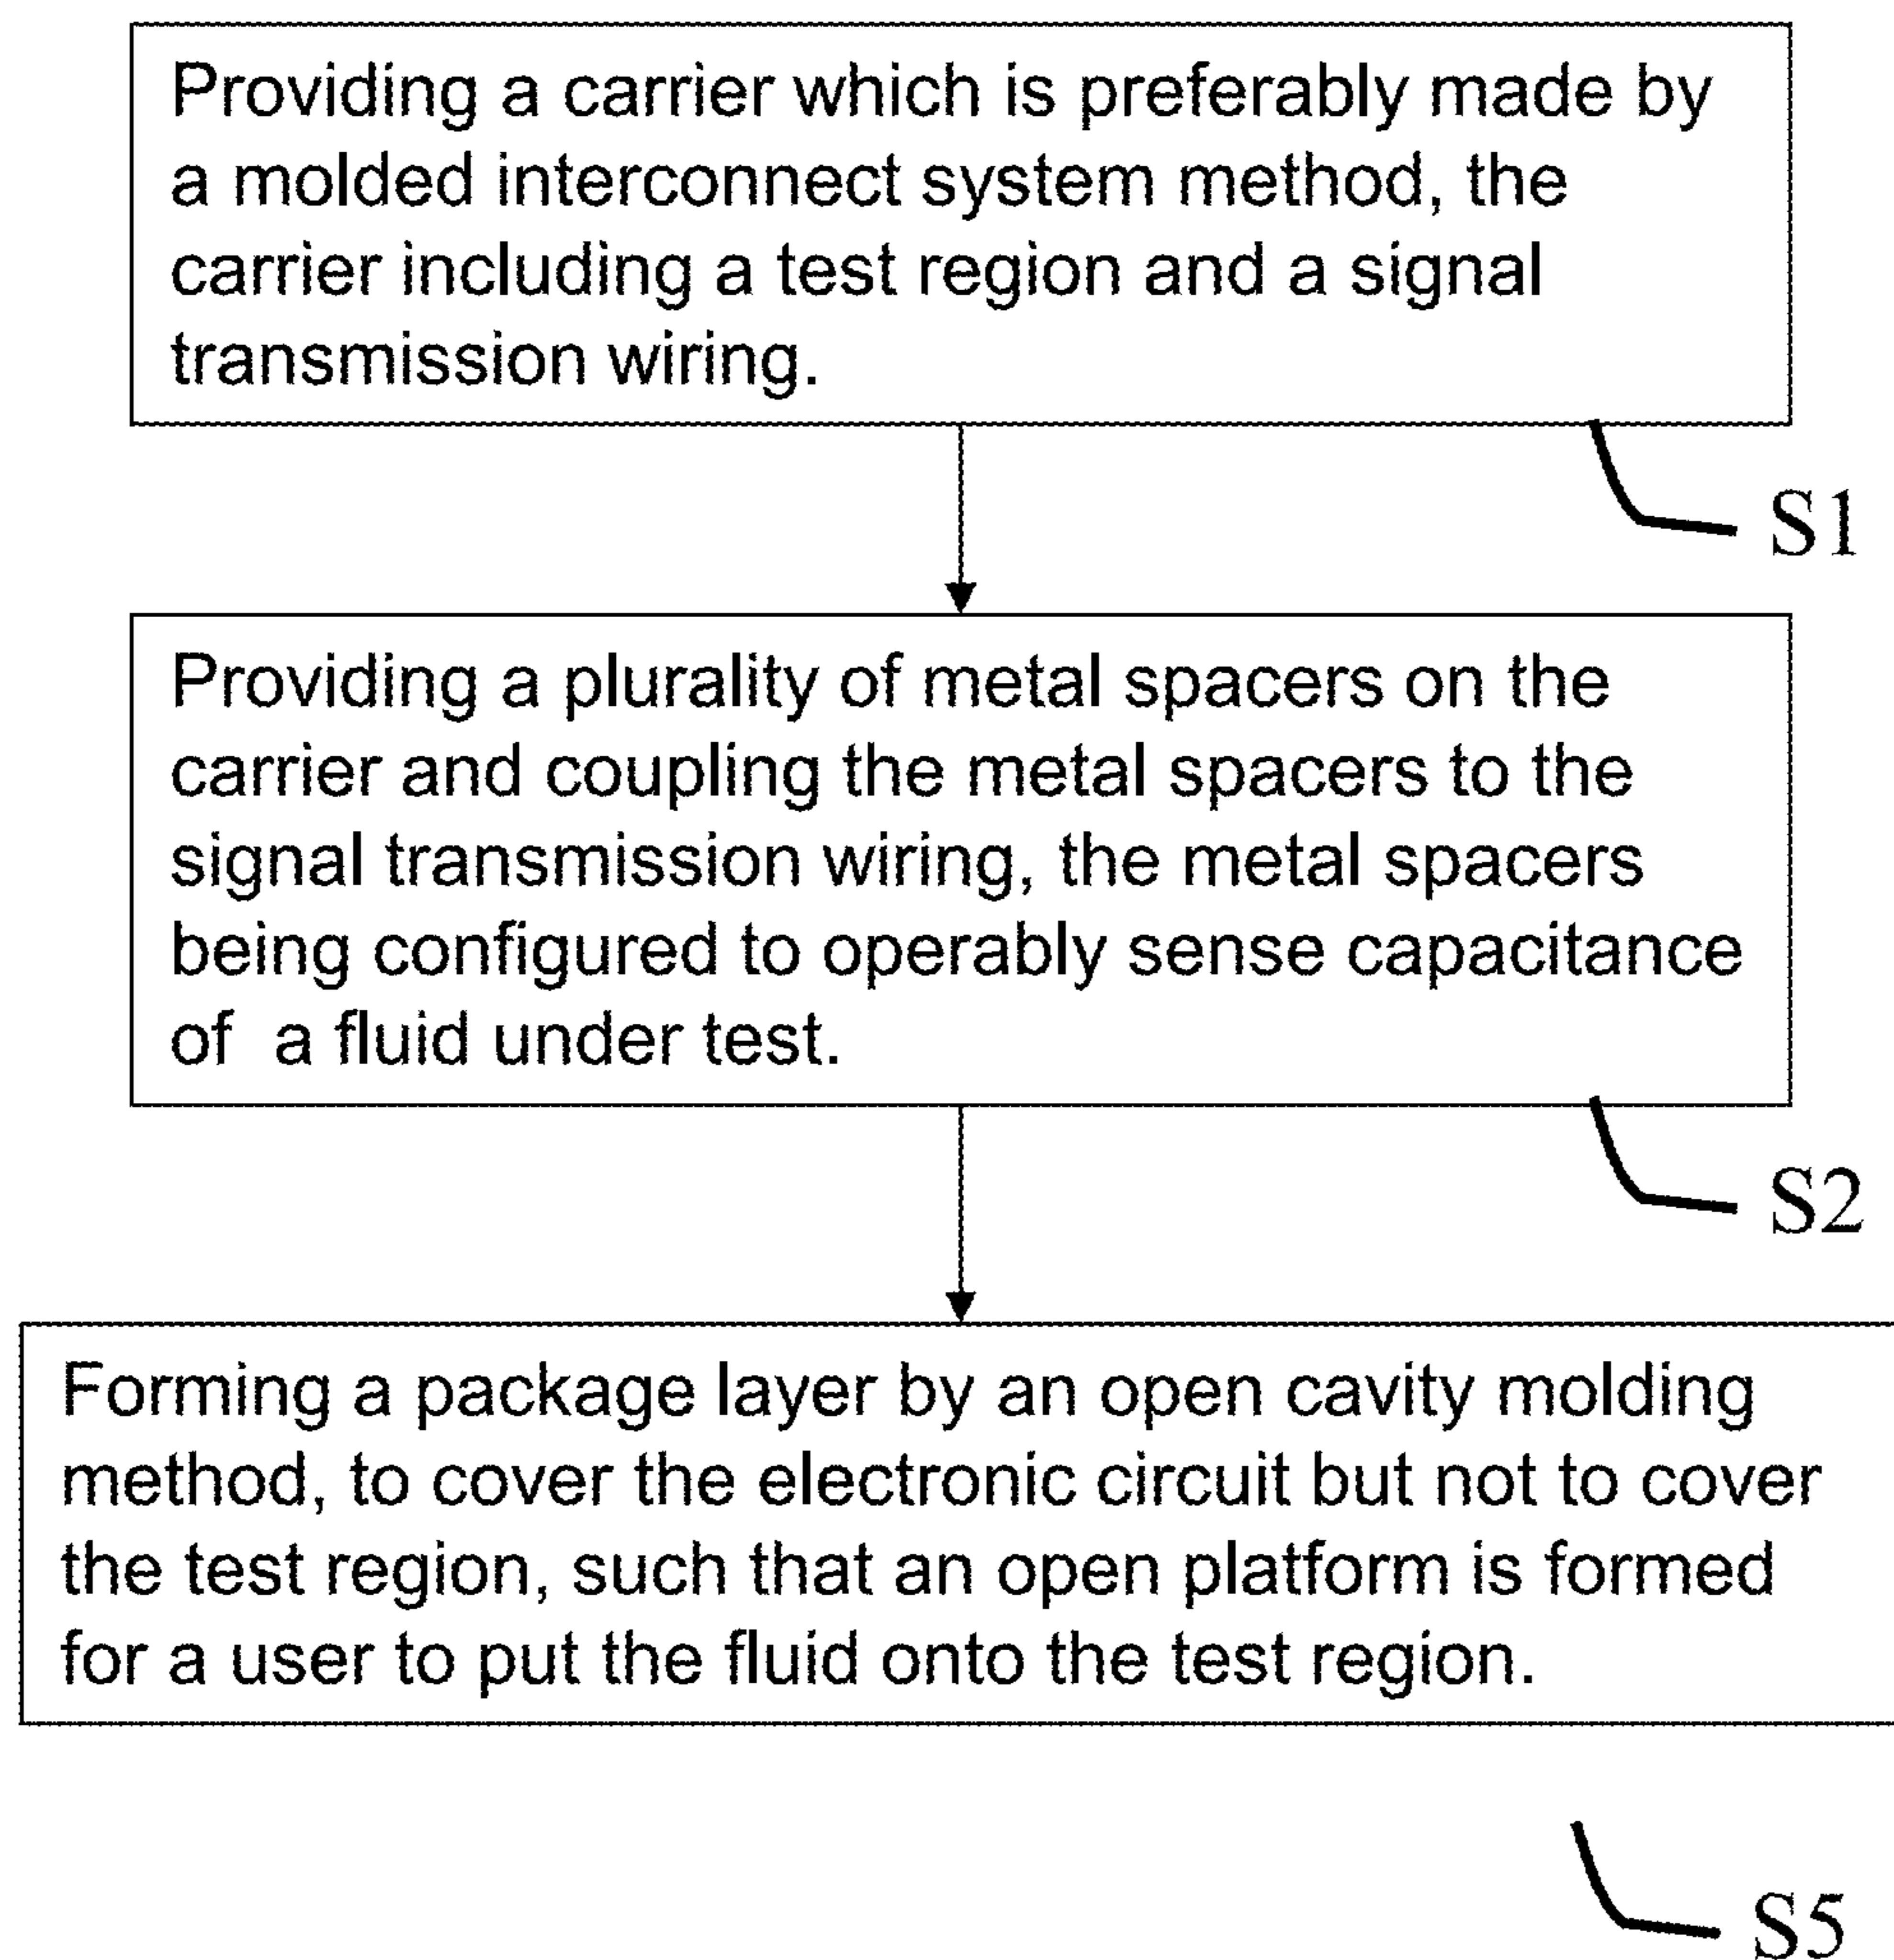 Providing a carrier which is preferably made by
a molded interconnect system method, the
carrier including a test region and a signal
transmission wiring.
S1
Providing a plurality of metal spacers on the
carrier and coupling the metal spacers to the
signal transmission wiring, the metal spacers
being configured to operably sense capacitance
of  a fluid under test.
S2
Forming a package layer by an open cavity molding
method, to cover the electronic circuit but not to cover
the test region, such that an open platform is formed
for a user to put the fluid onto the test region.
S5